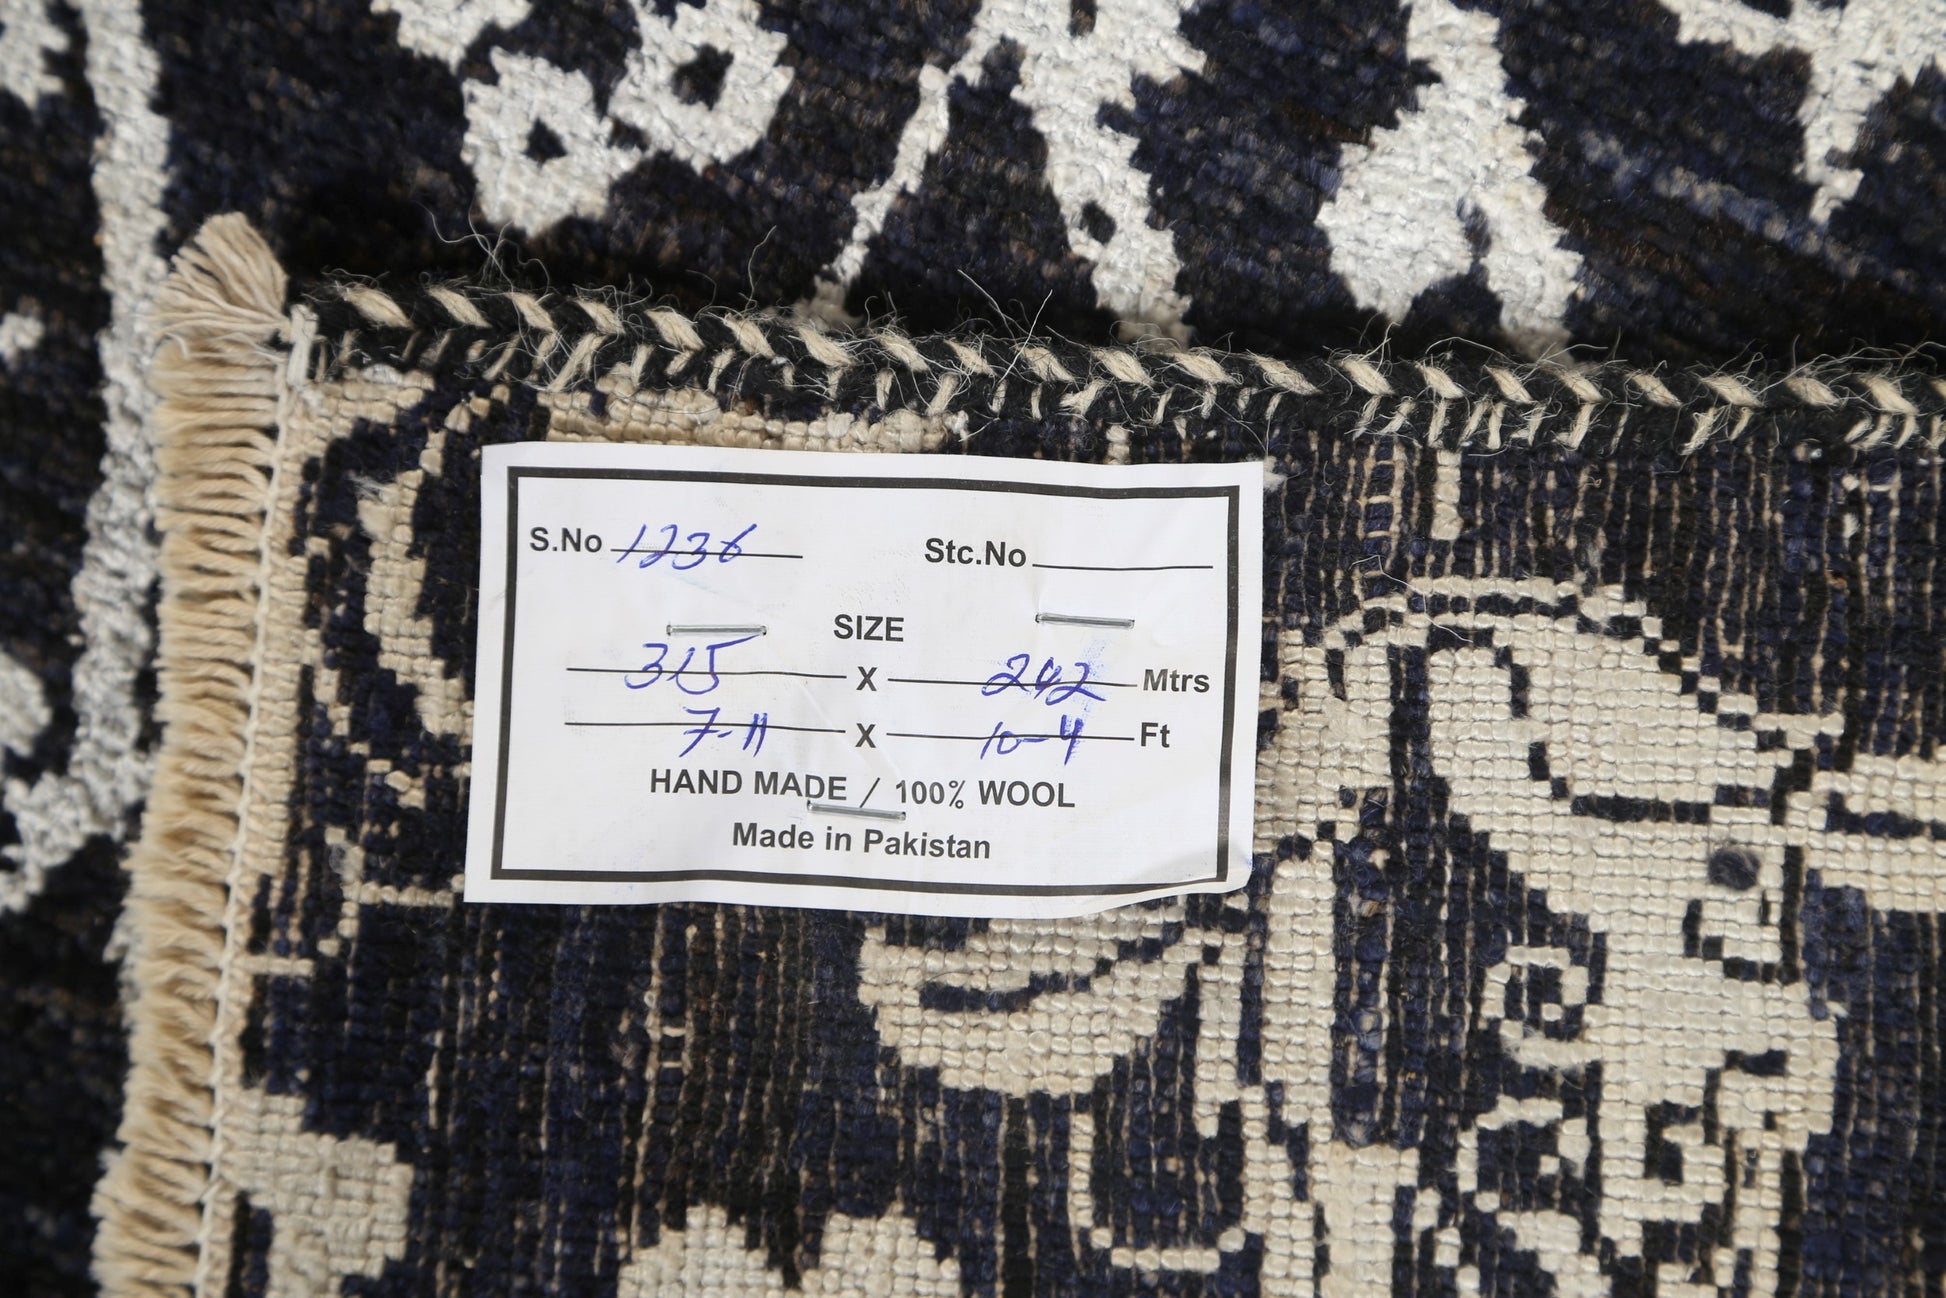 S.No 1236 Stc.No
SIZE
315 X 242 Mtrs
7-11 X 10-4 Ft
HAND MADE / 100% WOOL
Made in Pakistan